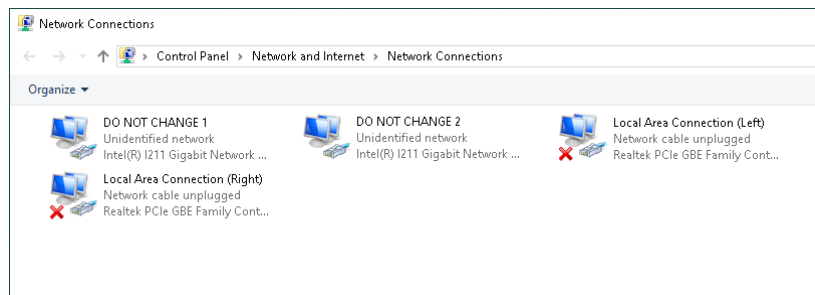 Network Connections
Control Panel > Network and Internet > Network Connections
Organize
DO NOT CHANGE 1
Unidentified network
Intel(R) I211 Gigabit Network ...
DO NOT CHANGE 2
Unidentified network
Intel(R) I211 Gigabit Network ...
Local Area Connection (Left)
Network cable unplugged
Realtek PCIe GBE Family Cont...
Local Area Connection (Right)
Network cable unplugged
Realtek PCIe GBE Family Cont...